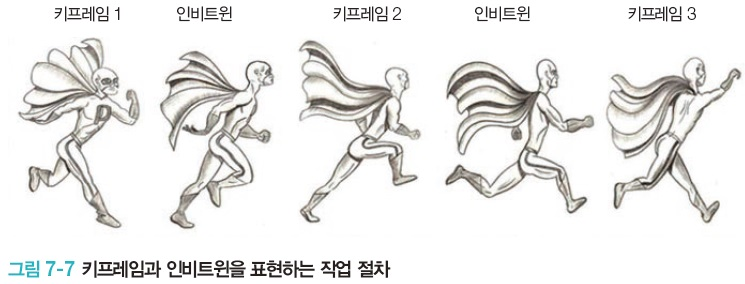 키프레임 1 인비트윈 키프레임 2 인비트윈 키프레임 3
그림 7-7 키프레임과 인비트윈을 표현하는 작업 절차